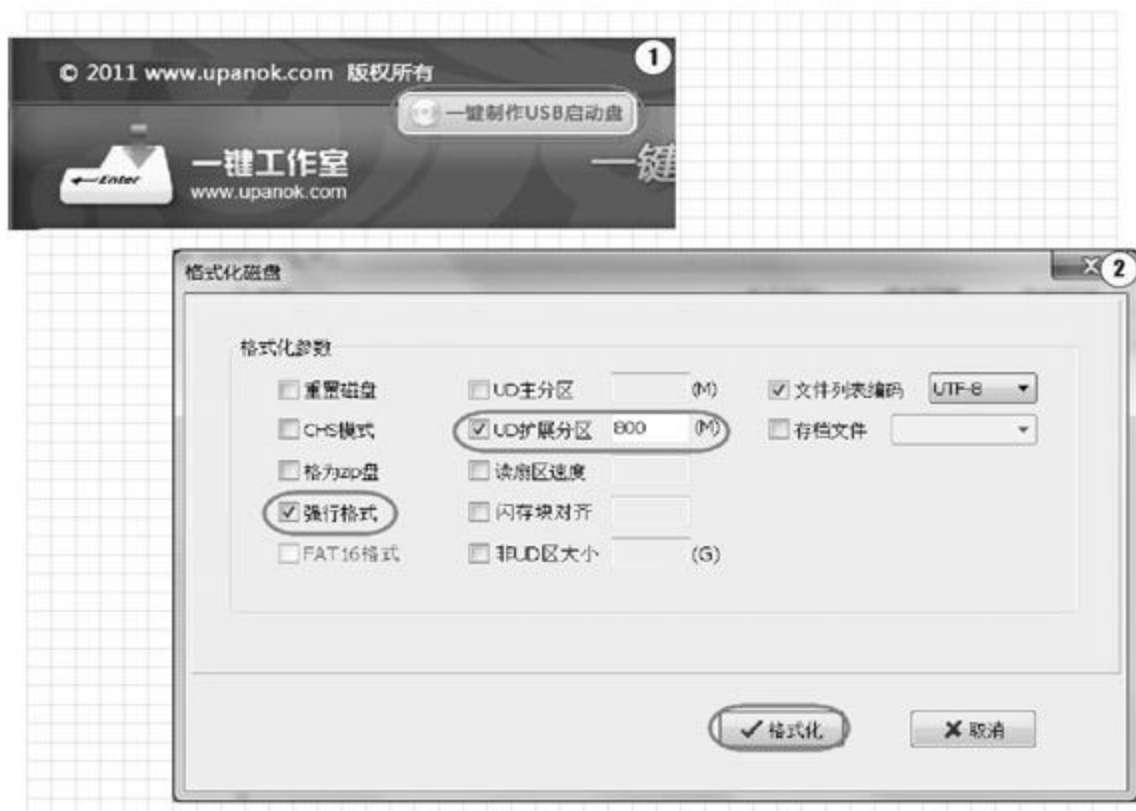 ① 
© 2011 www.upanok.com 版权所有
一键制作USB启动盘
Enter
一键工作室
www.upanok.com
一键
②
格式化磁盘
格式化参数
重置磁盘 UD主分区 (M) 文件列表编码 UTF-8
CHS模式 UD扩展分区 800 (M) 存档文件
格为zip盘 读扇区速度
强行格式 闪存块对齐
FAT16格式 非UD区大小 (G)
格式化 取消